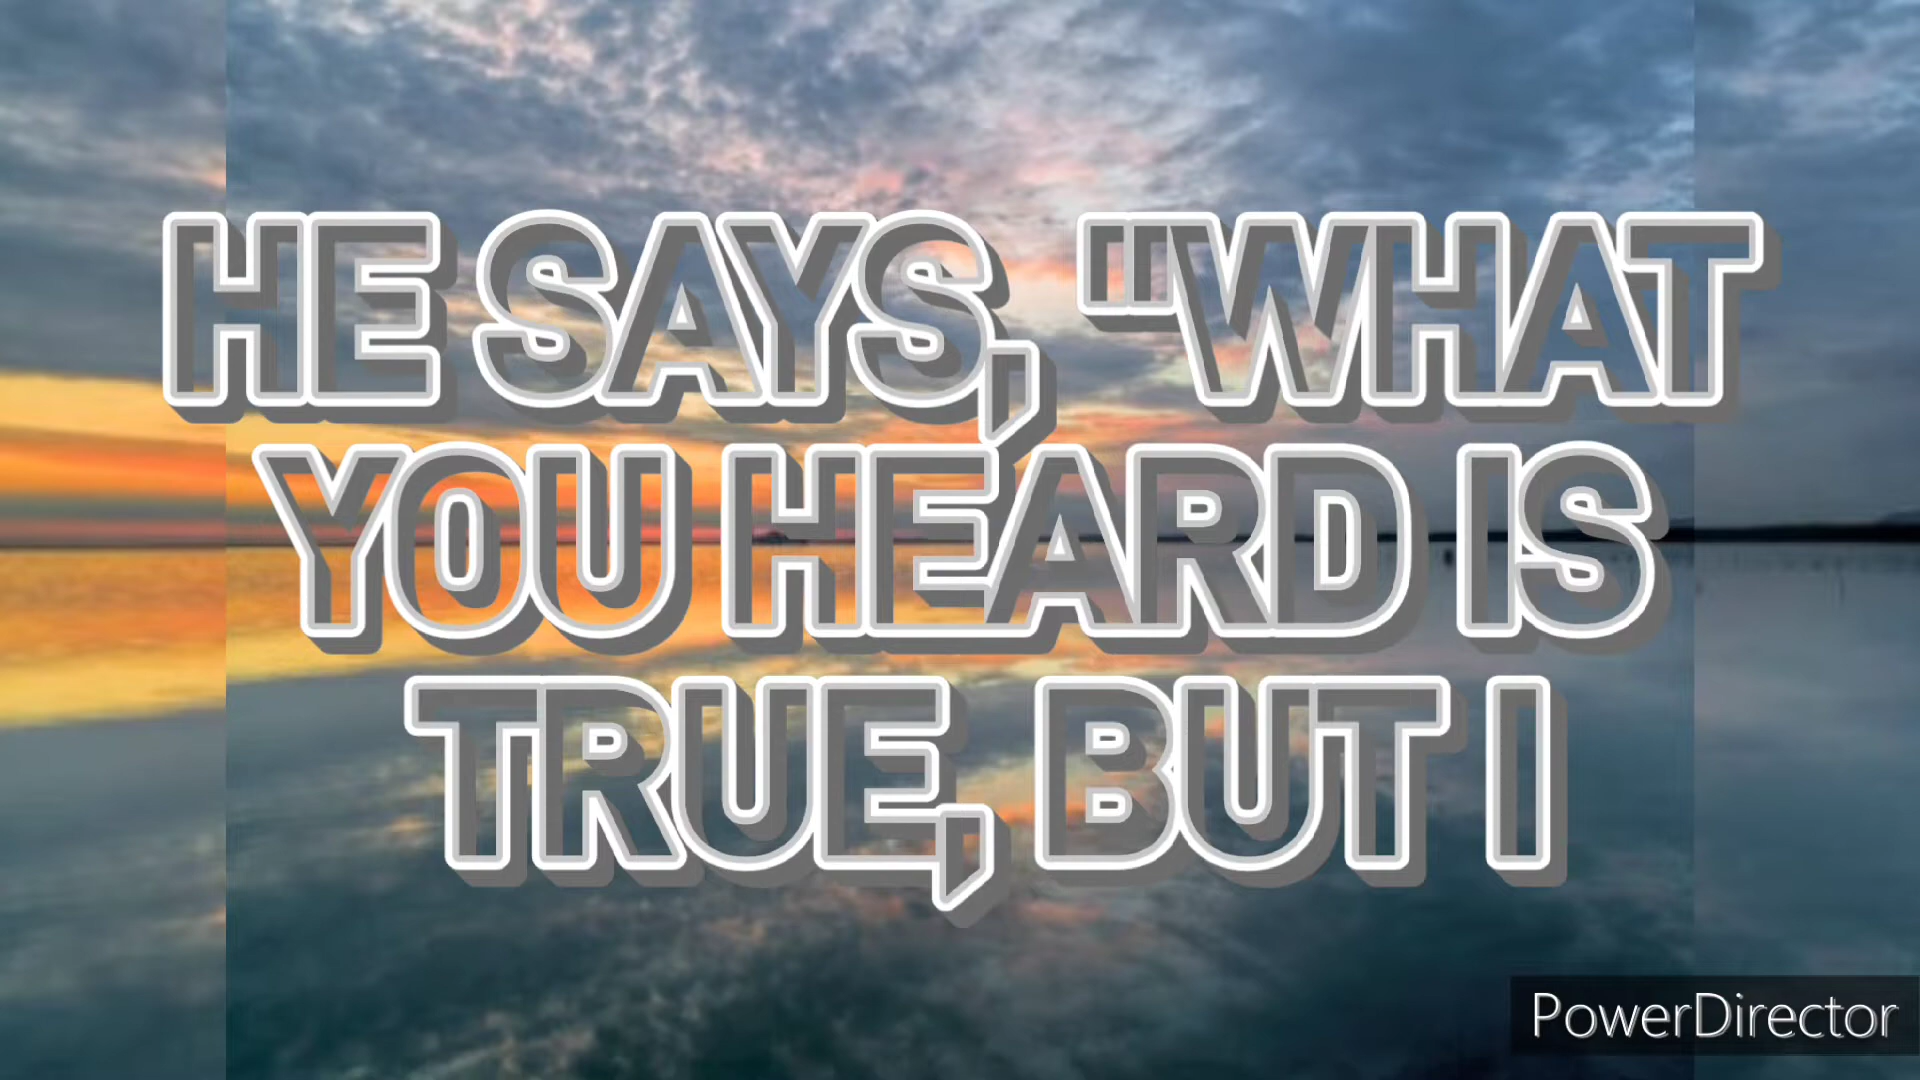 HE SAYS, "WHAT
YOU HEARD IS
TRUE, BUT I
PowerDirector